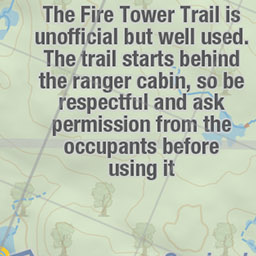 The Fire Tower Trail is
unofficial but well used.
The trail starts behind
the ranger cabin, so be
respectful and ask
permission from the
occupants before
using it